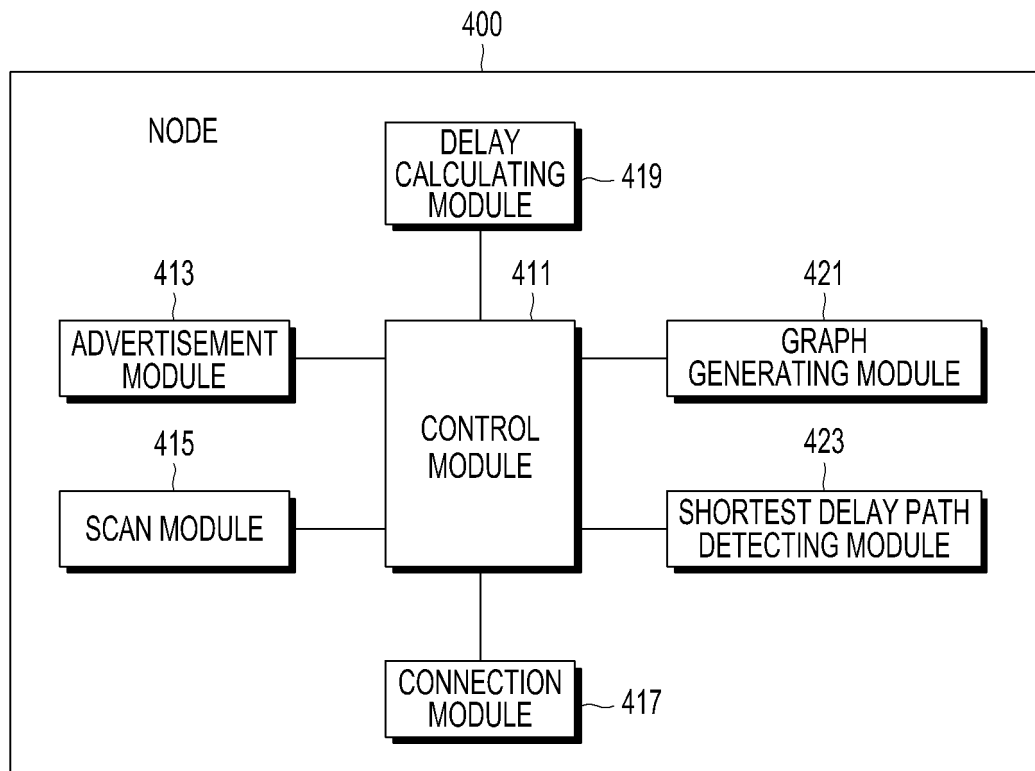 400
NODE
DELAY
CALCULATING
MODULE
419
413
411
421
ADVERTISEMENT
MODULE
GRAPH
GENERATING MODULE
CONTROL
MODULE
415
423
SCAN MODULE
SHORTEST DELAY PATH
DETECTING MODULE
CONNECTION
MODULE
417